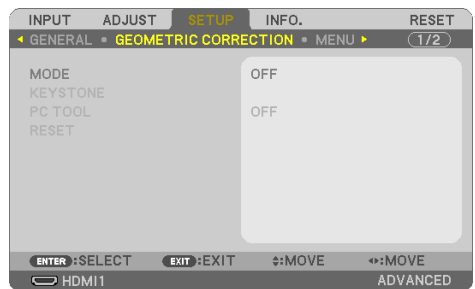 INPUT ADJUST SETUP INFO. RESET
GENERAL • GEOMETRIC CORRECTION • MENU 1/2
MODE OFF
KEYSTONE
PC TOOL OFF
RESET
ENTER :SELECT EXIT :EXIT :MOVE :MOVE
HDMI1 ADVANCED